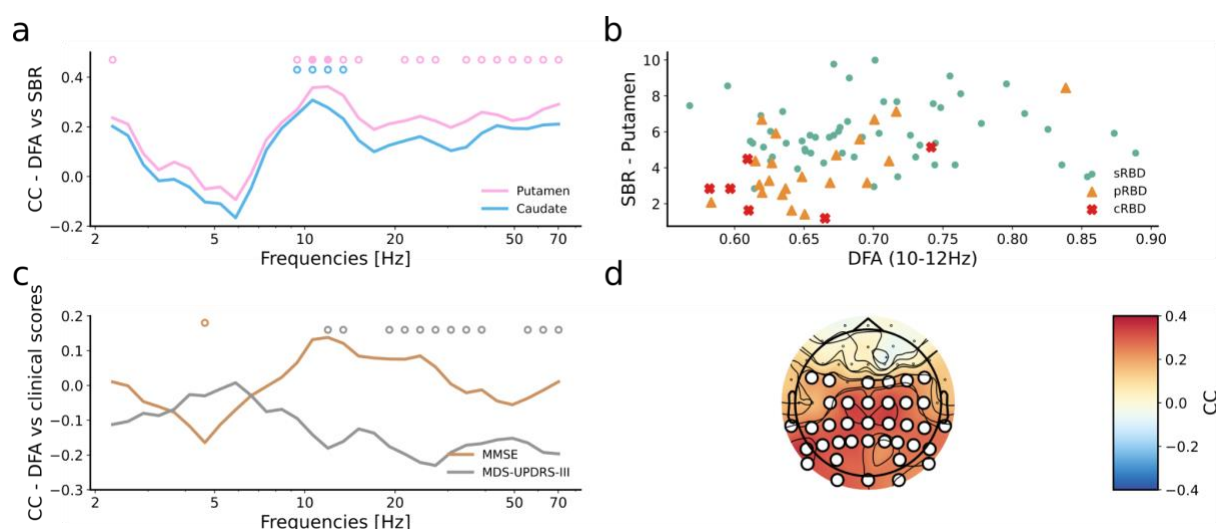 a
CC - DFA vs SBR
0.4
0.2
0.0
−0.2
2
5
10
20
50
70
Frequencies [Hz]
Putamen
Caudate
b
SBR - Putamen
10
8
6
4
2
0.60
0.65
0.70
0.75
0.80
0.85
0.90
DFA (10-12Hz)
sRBD
pRBD
cRBD
c
CC - DFA vs clinical scores
0.2
0.1
0.0
−0.1
−0.2
−0.3
2
5
10
20
50
70
Frequencies [Hz]
MMSE
MDS-UPDRS-III
d
0.4
0.2
0.0
−0.2
−0.4
CC